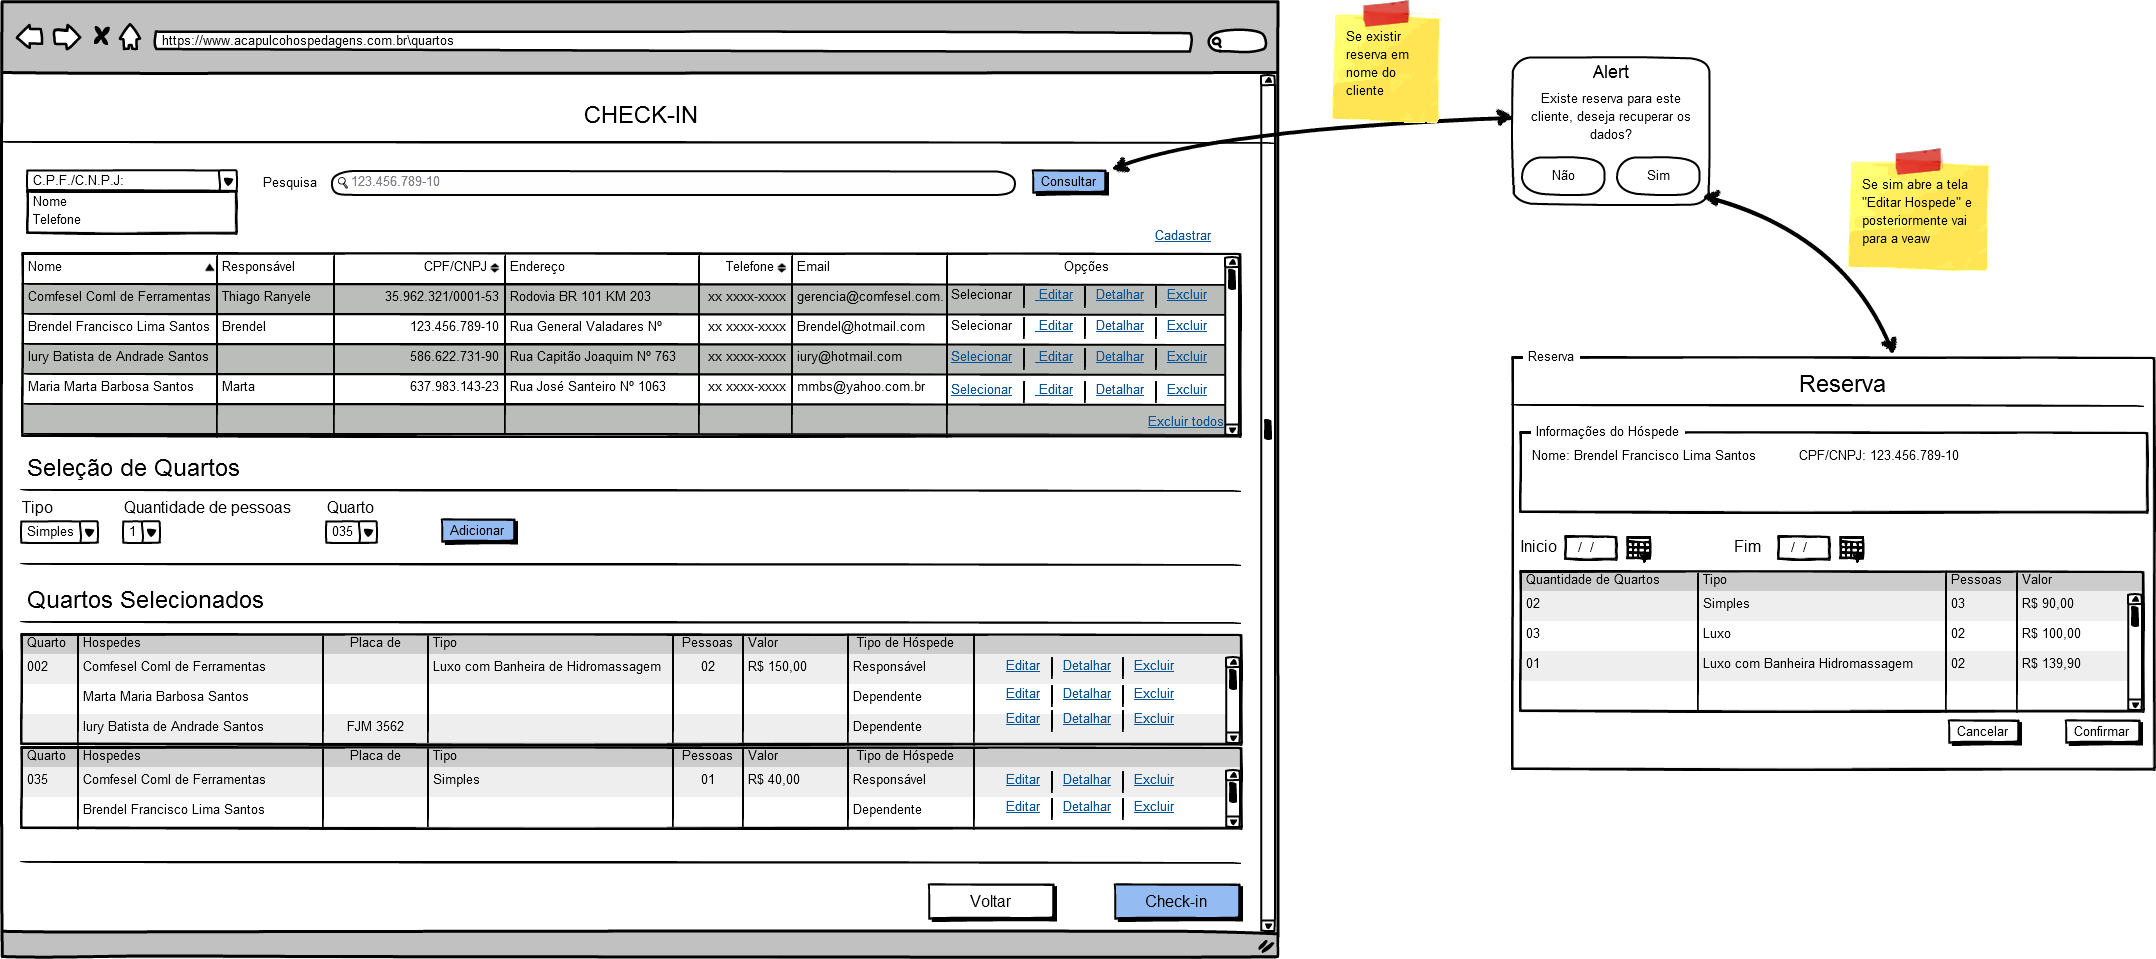 https://www.acapulcohospedagens.com.br\quartos
CHECK-IN
C.P.F./C.N.P.J:
Nome
Telefone
Pesquisa
123.456.789-10
Consultar
Cadastrar
Nome Responsável CPF/CNPJ Endereço Telefone Email Opções
Comfesel Coml de Ferramentas Thiago Ranyele 35.962.321/0001-53 Rodovia BR 101 KM 203 xx xxxx-xxxx gerencia@comfesel.com. Selecionar Editar Detalhar Excluir
Brendel Francisco Lima Santos Brendel 123.456.789-10 Rua General Valadares Nº xx xxxx-xxxx Brendel@hotmail.com Selecionar Editar Detalhar Excluir
Iury Batista de Andrade Santos 586.622.731-90 Rua Capitão Joaquim Nº 763 xx xxxx-xxxx iury@hotmail.com Selecionar Editar Detalhar Excluir
Maria Marta Barbosa Santos Marta 637.983.143-23 Rua José Santeiro Nº 1063 xx xxxx-xxxx mmbs@yahoo.com.br Selecionar Editar Detalhar Excluir
Excluir todos
Seleção de Quartos
Tipo Quantidade de pessoas Quarto
Simples 1 035 Adicionar
Quartos Selecionados
Quarto Hospedes Placa de Tipo Pessoas Valor Tipo de Hóspede
002 Comfesel Coml de Ferramentas Luxo com Banheira de Hidromassagem 02 R$ 150,00 Responsável Editar Detalhar Excluir
Marta Maria Barbosa Santos Dependente Editar Detalhar Excluir
Iury Batista de Andrade Santos FJM 3562 Dependente Editar Detalhar Excluir
Quarto Hospedes Placa de Tipo Pessoas Valor Tipo de Hóspede
035 Comfesel Coml de Ferramentas Simples 01 R$ 40,00 Responsável Editar Detalhar Excluir
Brendel Francisco Lima Santos Dependente Editar Detalhar Excluir
Voltar Check-in
Se existir
reserva em
nome do
cliente
Alert
Existe reserva para este
cliente, deseja recuperar os
dados?
Não Sim
Se sim abre a tela
"Editar Hospede" e
posteriormente vai
para a veaw
Reserva
Reserva
Informações do Hóspede
Nome: Brendel Francisco Lima Santos CPF/CNPJ: 123.456.789-10
Inicio / / Fim / /
Quantidade de Quartos Tipo Pessoas Valor
02 Simples 03 R$ 90,00
03 Luxo 02 R$ 100,00
01 Luxo com Banheira Hidromassagem 02 R$ 139,90
Cancelar Confirmar